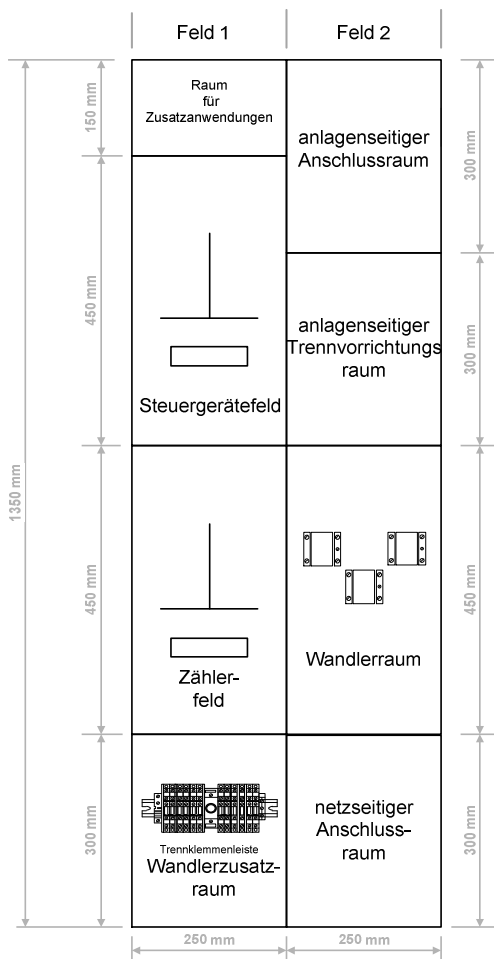 Feld 1
Feld 2
Raum
für
Zusatzanwendungen
150 mm
anlagenseitiger
Anschlussraum
300 mm
450 mm
Steuergerätefeld
anlagenseitiger
Trennvorrichtungs
raum
300 mm
1350 mm
450 mm
Zähler-
feld
Wandlerraum
450 mm
300 mm
Trennklemmenleiste
Wandlerzusatz-
raum
netzseitiger
Anschluss-
raum
300 mm
250 mm
250 mm